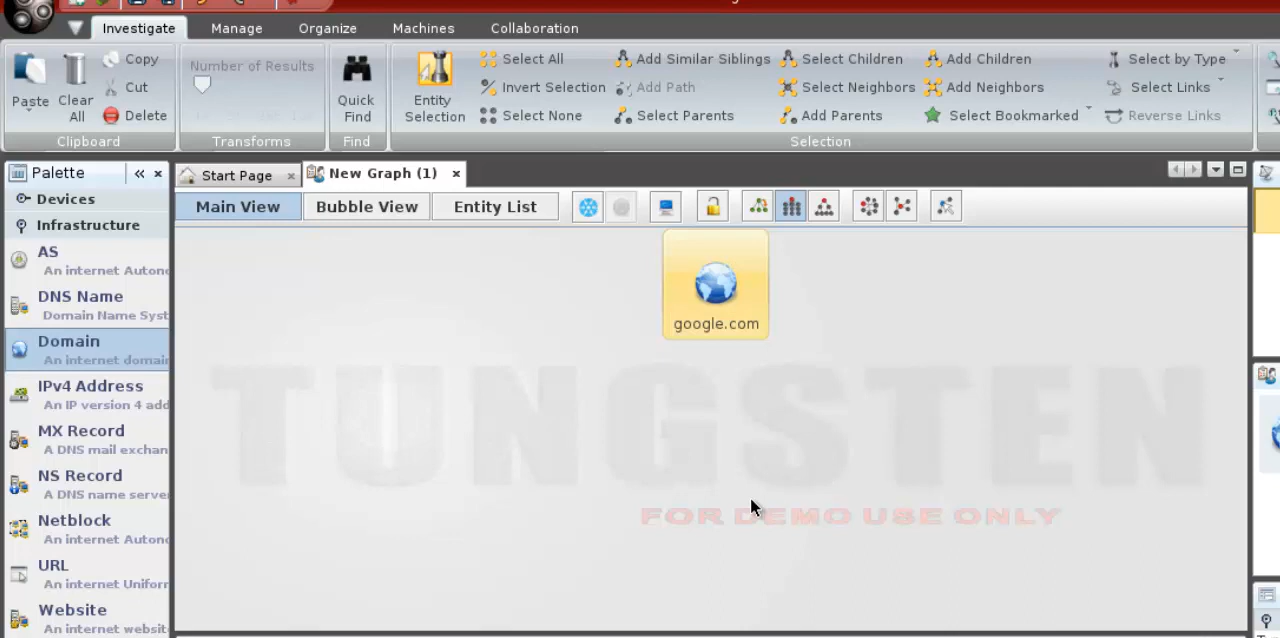 Investigate Manage Organize Machines Collaboration
Copy Number of Results Select All Add Similar Siblings Select Children Add Children Select by Type
Paste Clear All Cut Quick Find Entity Selection Invert Selection Add Path Select Neighbors Add Neighbors Select Links
Delete Select None Select Parents Add Parents Select Bookmarked Reverse Links
Clipboard Transforms Find Selection
Palette Start Page New Graph (1)
Devices Main View Bubble View Entity List
Infrastructure
AS
An internet Auton
DNS Name
Domain Name Syst
google.com
Domain
An internet domai
IPv4 Address
An IP version 4 add
TUNGSTEN
MX Record
A DNS mail exchan
NS Record
A DNS name serve
FOR DEMO USE ONLY
Netblock
An internet Auton
URL
An internet Uniforr
Website
An internet websit